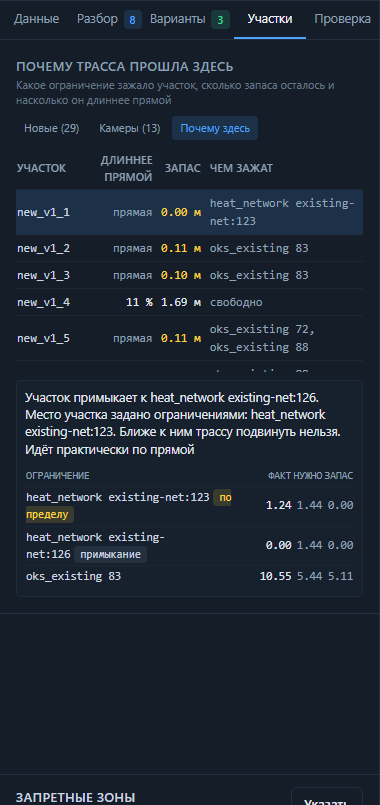 Данные Разбор 8 Варианты 3 Участки Проверка
ПОЧЕМУ ТРАССА ПРОШЛА ЗДЕСЬ
Какое ограничение зажало участок, сколько запаса осталось и
насколько он длиннее прямой
Новые (29) Камеры (13) Почему здесь
УЧАСТОК ДЛИННЕЕ ПРЯМОЙ ЗАПАС ЧЕМ ЗАЖАТ
new_v1_1 прямая 0.00 м heat_network existing-
net:123
new_v1_2 прямая 0.11 м oks_existing 83
new_v1_3 прямая 0.10 м oks_existing 83
new_v1_4 11 % 1.69 м свободно
new_v1_5 прямая 0.11 м oks_existing 72,
oks_existing 88
Участок примыкает к heat_network existing-net:126.
Место участка задано ограничениями: heat_network
existing-net:123. Ближе к ним трассу подвинуть нельзя.
Идёт практически по прямой
ОГРАНИЧЕНИЕ ФАКТ НУЖНО ЗАПАС
heat_network existing-net:123 по
пределу 1.24 1.44 0.00
heat_network existing-
net:126 примыкание 0.00 1.44 0.00
oks_existing 83 10.55 5.44 5.11
ЗАПРЕТНЫЕ ЗОНЫ Указать